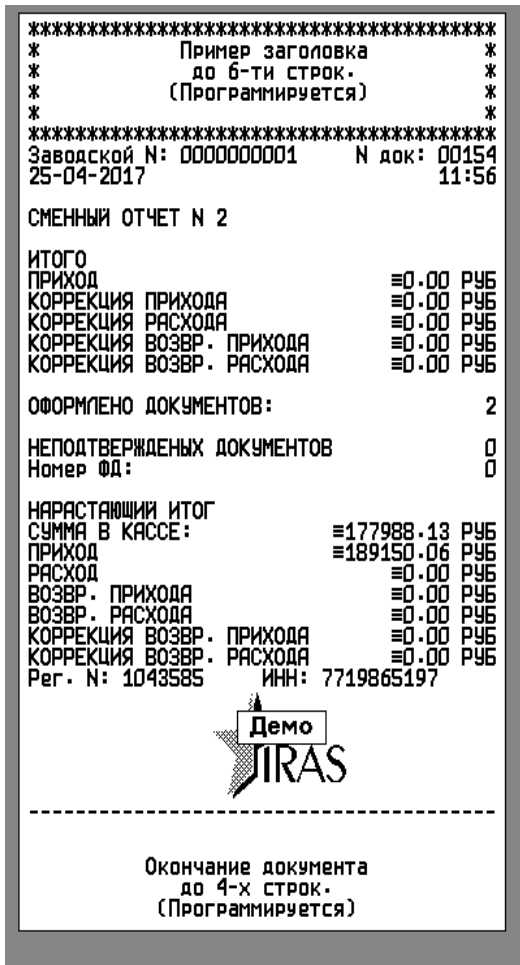 ****************************************
* Пример заголовка *
* до 6-ти строк. *
* (Программируется) *
* *
****************************************
Заводской N: 0000000001 N док: 00154
25-04-2017 11:56
СМЕННЫЙ ОТЧЕТ N 2
ИТОГО
ПРИХОД ≡0.00 РУБ
КОРРЕКЦИЯ ПРИХОДА ≡0.00 РУБ
КОРРЕКЦИЯ РАСХОДА ≡0.00 РУБ
КОРРЕКЦИЯ ВОЗВР. ПРИХОДА ≡0.00 РУБ
КОРРЕКЦИЯ ВОЗВР. РАСХОДА ≡0.00 РУБ
ОФОРМЛЕНО ДОКУМЕНТОВ: 2
НЕПОДТВЕРЖДЕНЫХ ДОКУМЕНТОВ 0
Номер ФД: 0
НАРАСТАЮЩИЙ ИТОГ
СУММА В КАССЕ: ≡177988.13 РУБ
ПРИХОД ≡189150.06 РУБ
РАСХОД ≡0.00 РУБ
ВОЗВР. ПРИХОДА ≡0.00 РУБ
ВОЗВР. РАСХОДА ≡0.00 РУБ
КОРРЕКЦИЯ ВОЗВР. ПРИХОДА ≡0.00 РУБ
КОРРЕКЦИЯ ВОЗВР. РАСХОДА ≡0.00 РУБ
Рег. N: 1043585 ИНН: 7719865197
Демо
TIRAS
----------------------------------------
Окончание документа
до 4-х строк.
(Программируется)